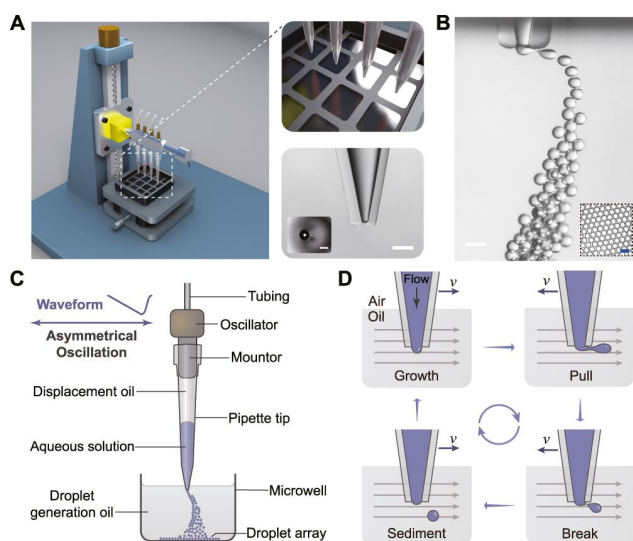 A
B
C
Waveform
Asymmetrical
Oscillation
Tubing
Oscillator
Mountor
Displacement oil
Pipette tip
Aqueous solution
Microwell
Droplet
generation oil
Droplet array
D
Air
Oil
Flow
v
Growth
v
Pull
v
Sediment
v
Break